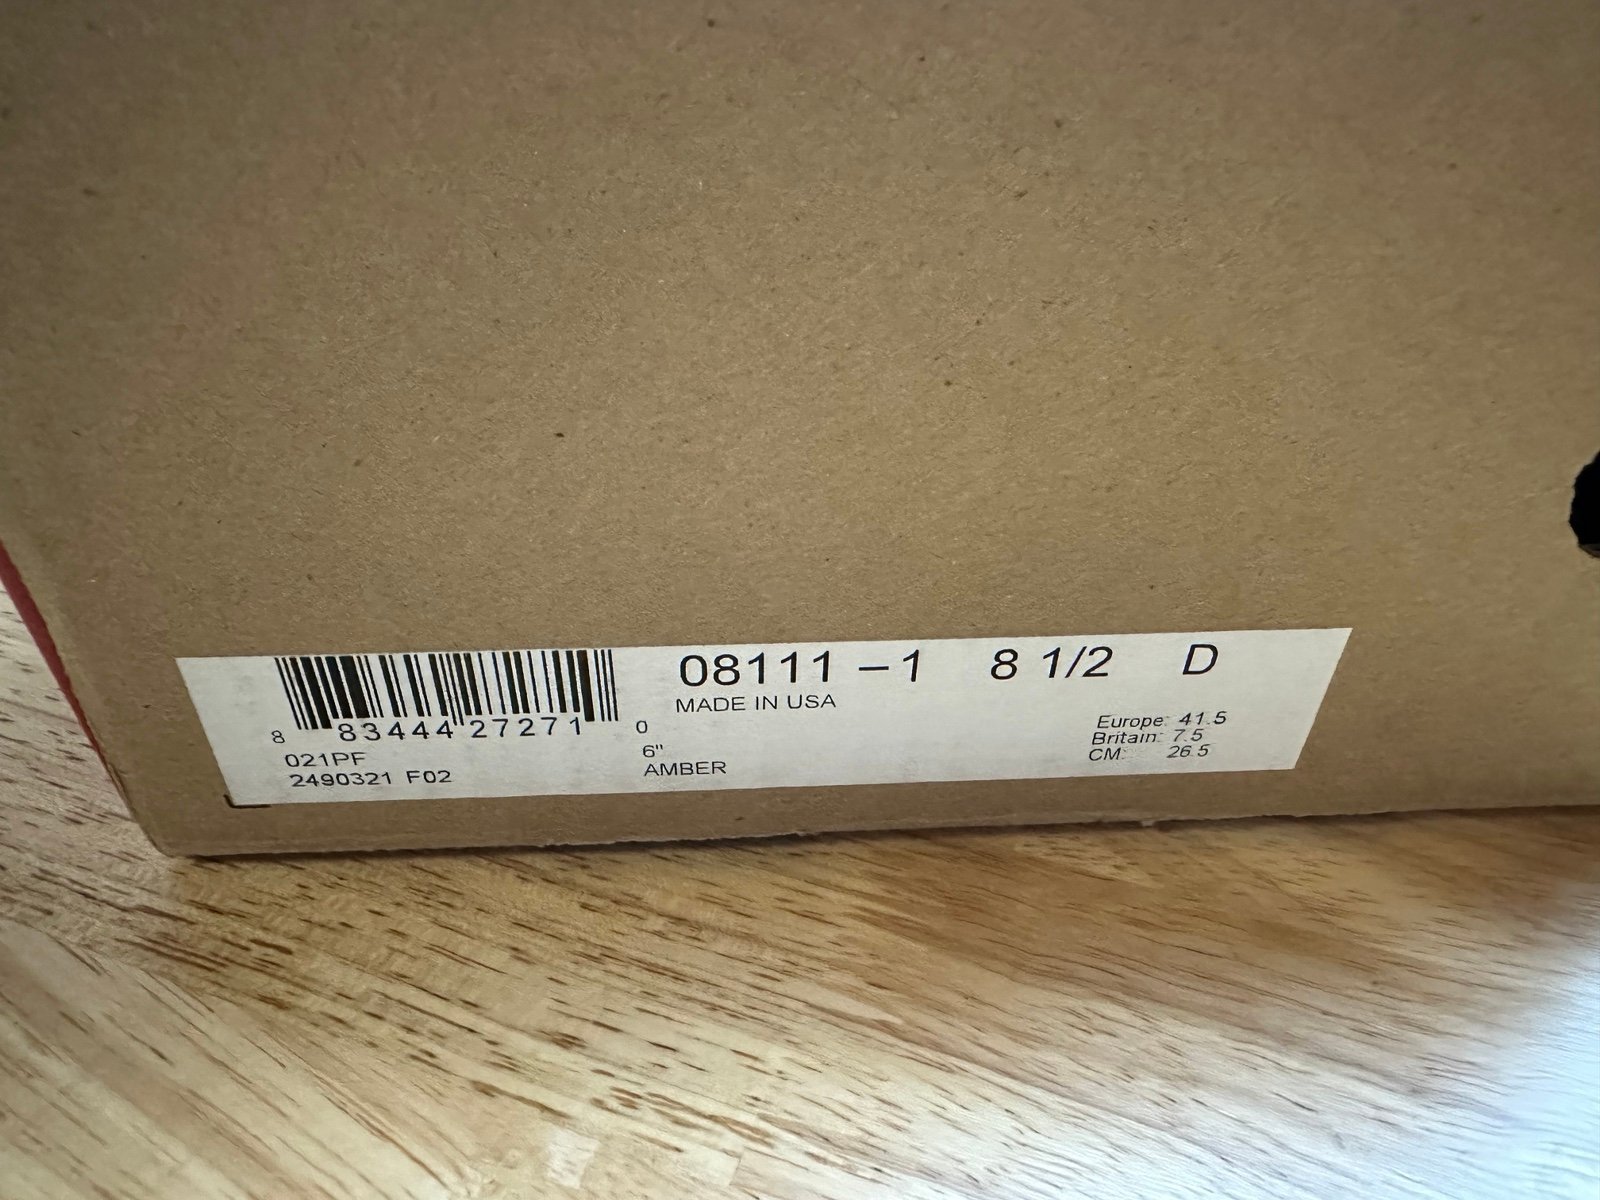 08111 – 1 8 1/2 D
MADE IN USA
8 83444 27271 0
021PF
2490321 F02
6"
AMBER
Europe: 41.5
Britain: 7.5
CM: 26.5